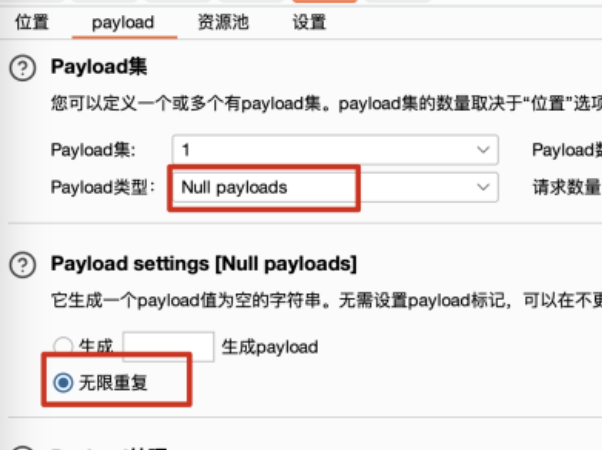 位置 payload 资源池 设置
Payload集
您可以定义一个或多个有payload集。payload集的数量取决于“位置”选项
Payload集: 1 Payload数
Payload类型: Null payloads 请求数量
Payload settings [Null payloads]
它生成一个payload值为空的字符串。无需设置payload标记，可以在不更
生成 生成payload
无限重复